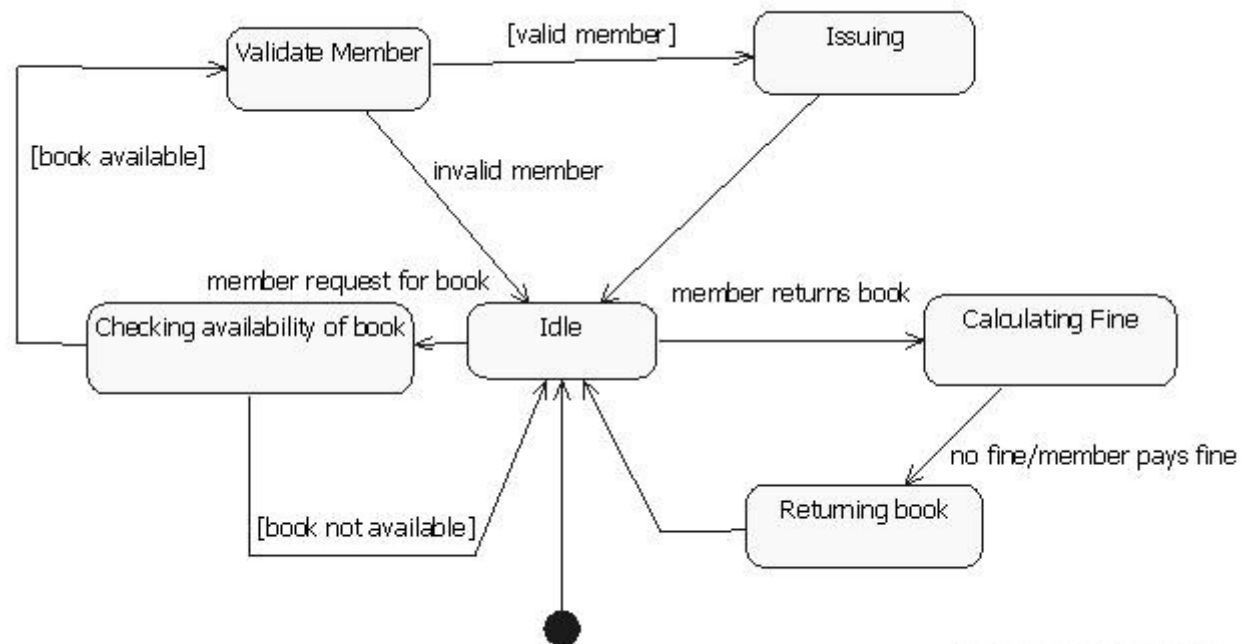 Validate Member
[valid member]
Issuing
[book available]
invalid member
member request for book
member returns book
Checking availability of book
Idle
Calculating Fine
no fine/member pays fine
Returning book
[book not available]